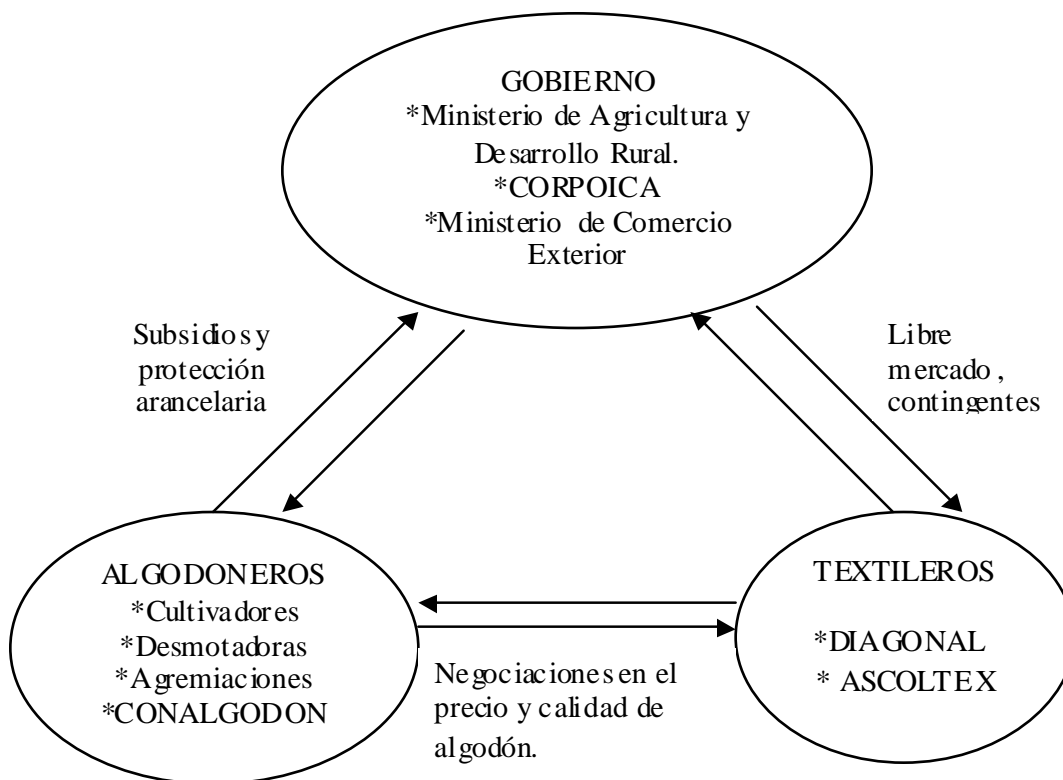 GOBIERNO
*Ministerio de Agricultura y
Desarrollo Rural.
*CORPOICA
*Ministerio de Comercio
Exterior
Subsidios y
protección
arancelaria
Libre
mercado,
contingentes
ALGODONEROS
*Cultivadores
*Desmotadoras
*Agremiaciones
*CONALGODON
TEXTILEROS
*DIAGONAL
* ASCOLTEX
Negociaciones en el
precio y calidad de
algodón.